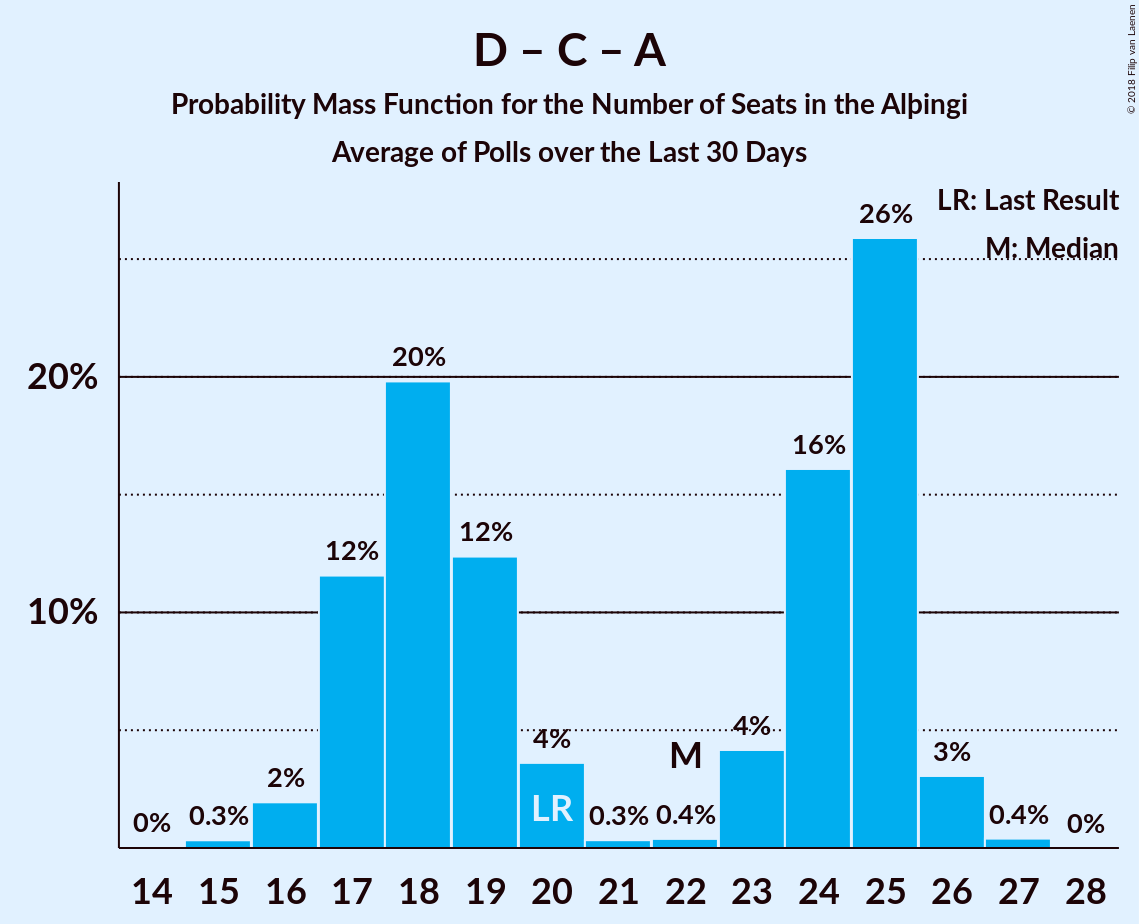 D – C – A
Probability Mass Function for the Number of Seats in the Alþingi
Average of Polls over the Last 30 Days
© 2018 Filip van Laenen
LR: Last Result
M: Median
20%
10%
0%
0.3%
2%
12%
20%
12%
4%
LR
0.3%
M
0.4%
4%
16%
26%
3%
0.4%
0%
14 15 16 17 18 19 20 21 22 23 24 25 26 27 28